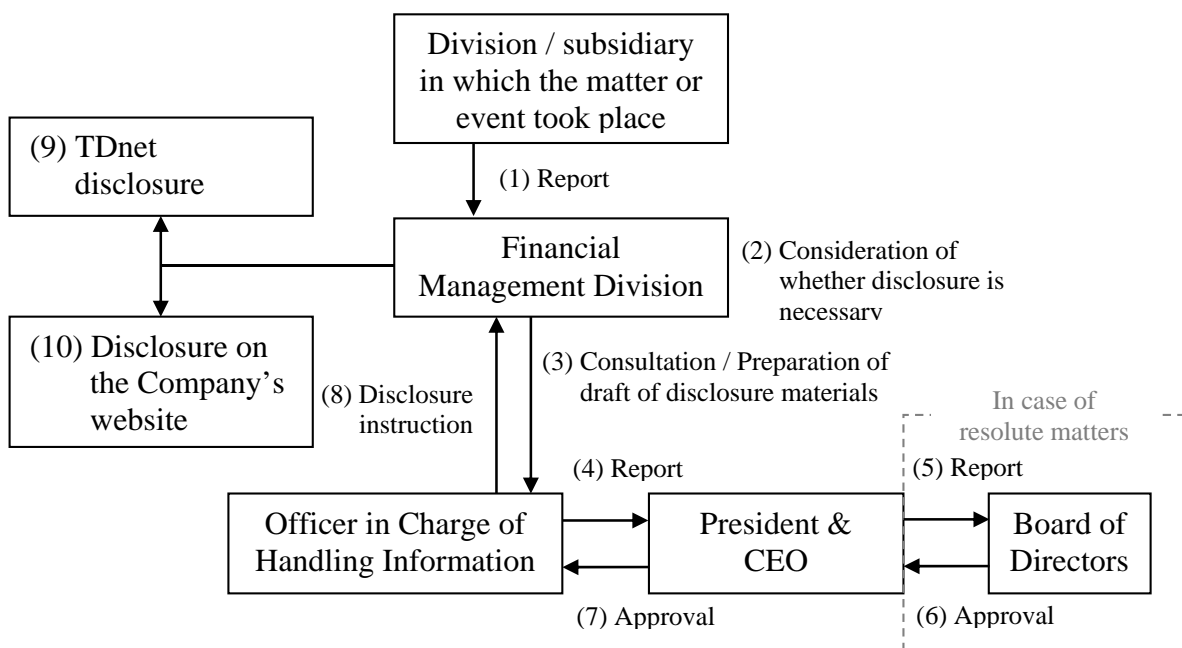 Division / subsidiary
in which the matter or
event took place
(9) TDnet
disclosure
(1) Report
Financial
Management Division
(2) Consideration of
whether disclosure is
necessary
(10) Disclosure on
the Company's
website
(3) Consultation / Preparation of
draft of disclosure materials
(8) Disclosure
instruction
In case of
resolute matters
(4) Report
(5) Report
Officer in Charge of
Handling Information
President &
CEO
Board of
Directors
(7) Approval
(6) Approval